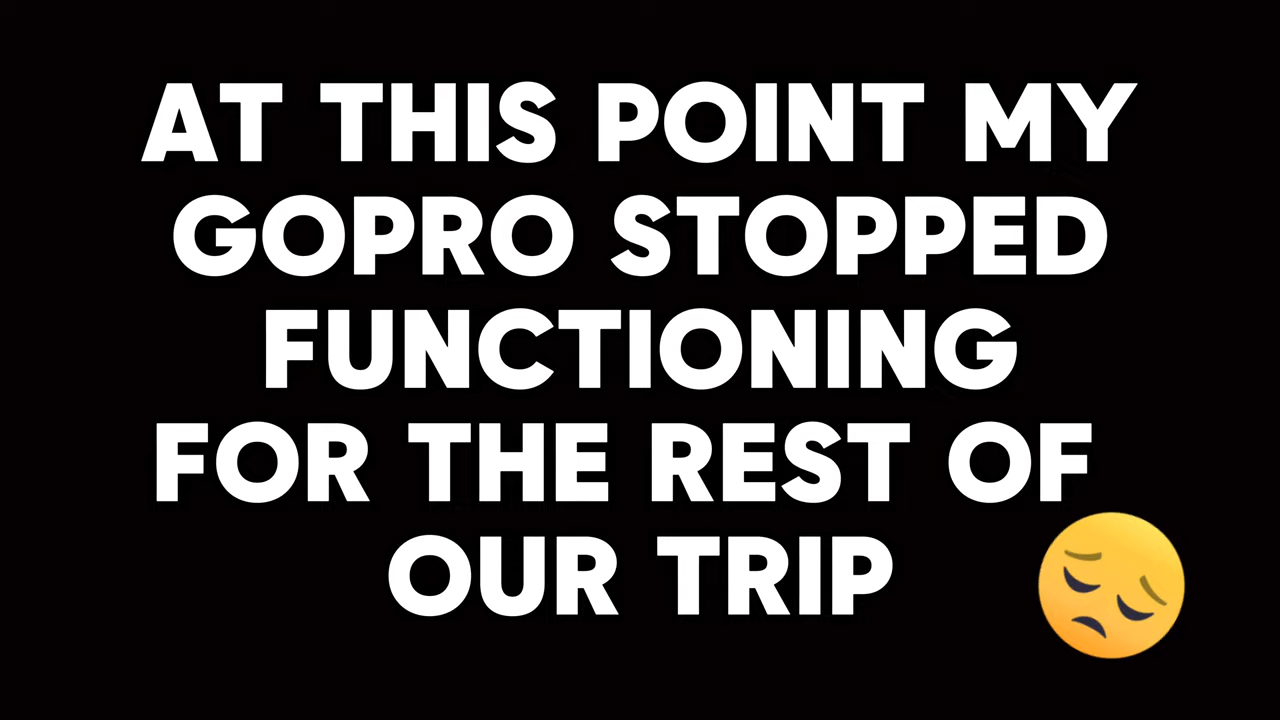 AT THIS POINT MY
GOPRO STOPPED
FUNCTIONING
FOR THE REST OF
OUR TRIP